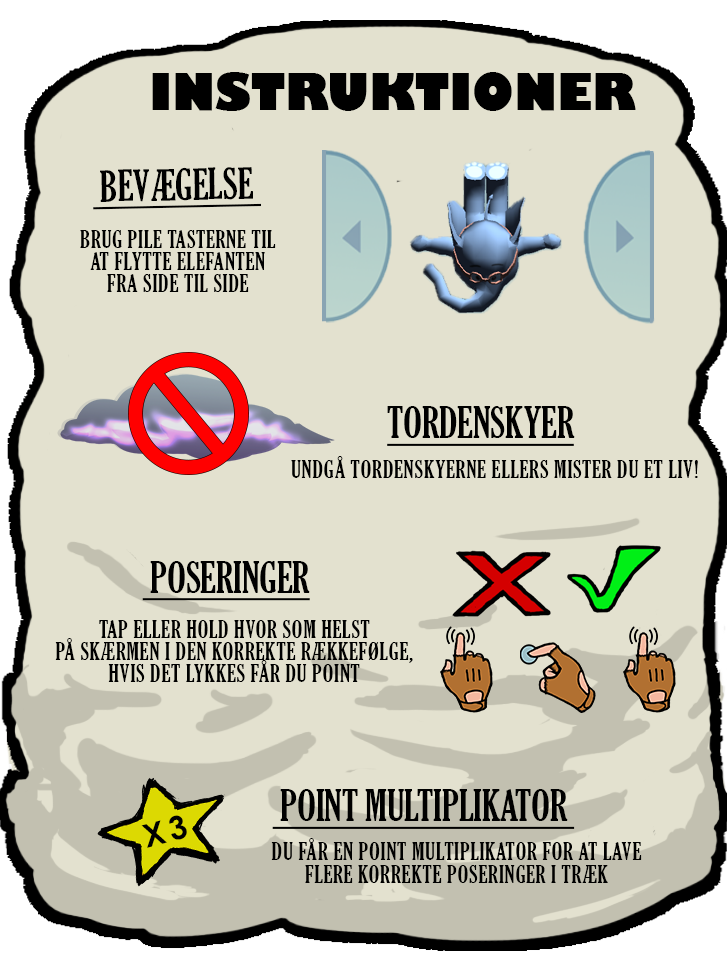 INSTRUKTIONER
BEVÆGELSE
BRUG PILE TASTERNE TIL
AT FLYTTE ELEFANTEN
FRA SIDE TIL SIDE
TORDENSKYER
UNDGÅ TORDENSKYERNE ELLERS MISTER DU ET LIV!
POSERINGER
TAP ELLER HOLD HVOR SOM HELST
PÅ SKÆRMEN I DEN KORREKTE RÆKKEFØLGE,
HVIS DET LYKKES FÅR DU POINT
X 3
POINT MULTIPLIKATOR
DU FÅR EN POINT MULTIPLIKATOR FOR AT LAVE
FLERE KORREKTE POSERINGER I TRÆK